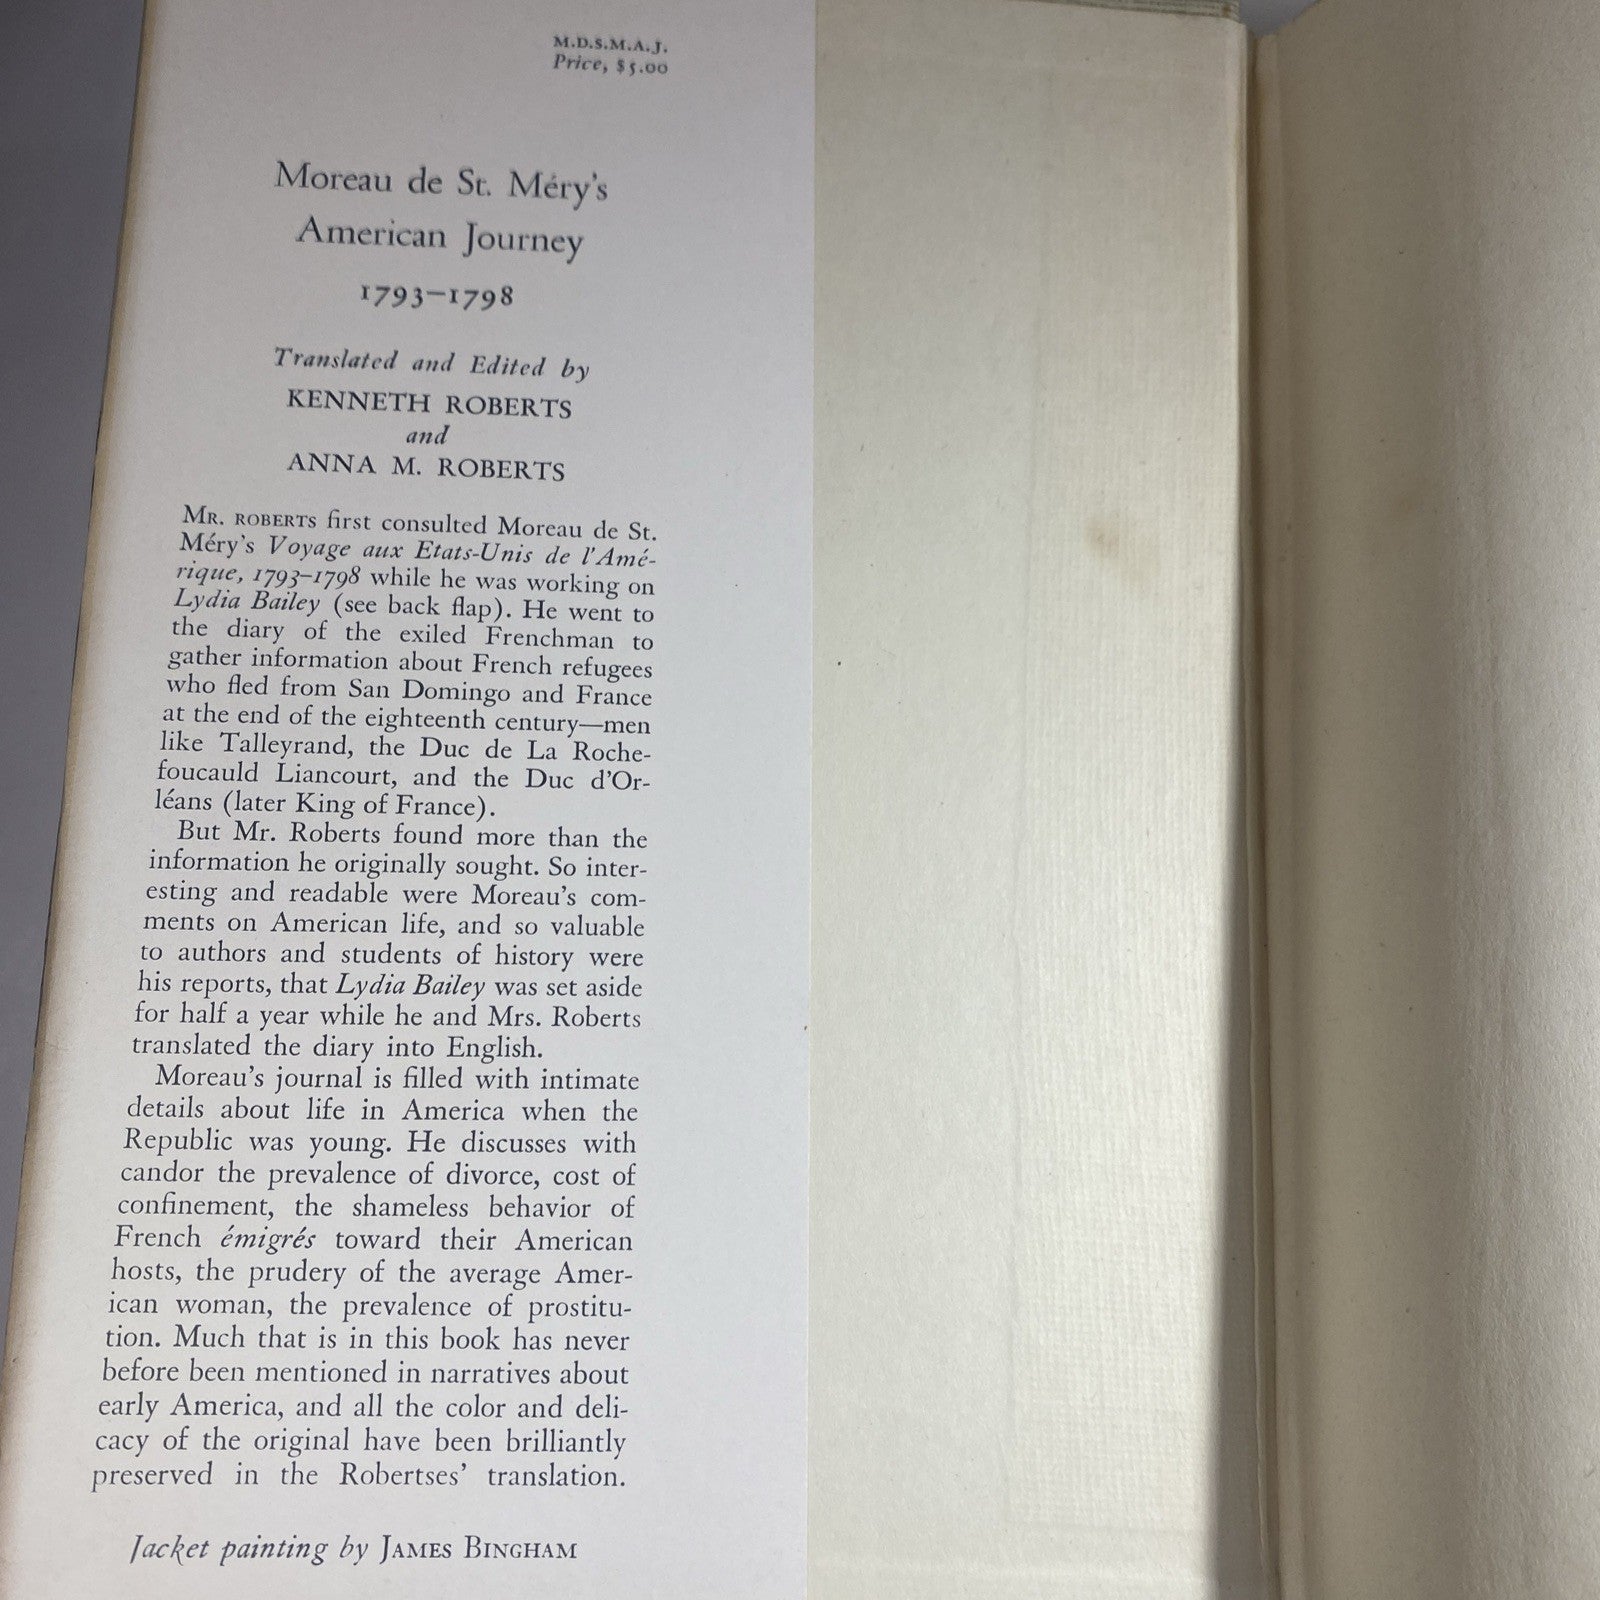 M.D.S.M.A.J.
Price, $5.00
Moreau de St. Méry's
American Journey
1793–1798
Translated and Edited by
KENNETH ROBERTS
and
ANNA M. ROBERTS
MR. ROBERTS first consulted Moreau de St.
Méry's Voyage aux Etats-Unis de l'Amé-
rique, 1793–1798 while he was working on
Lydia Bailey (see back flap). He went to
the diary of the exiled Frenchman to
gather information about French refugees
who fled from San Domingo and France
at the end of the eighteenth century—men
like Talleyrand, the Duc de La Roche-
foucauld Liancourt, and the Duc d'Or-
léans (later King of France).
But Mr. Roberts found more than the
information he originally sought. So inter-
esting and readable were Moreau's com-
ments on American life, and so valuable
to authors and students of history were
his reports, that Lydia Bailey was set aside
for half a year while he and Mrs. Roberts
translated the diary into English.
Moreau's journal is filled with intimate
details about life in America when the
Republic was young. He discusses with
candor the prevalence of divorce, cost of
confinement, the shameless behavior of
French émigrés toward their American
hosts, the prudery of the average Amer-
ican woman, the prevalence of prostitu-
tion. Much that is in this book has never
before been mentioned in narratives about
early America, and all the color and deli-
cacy of the original have been brilliantly
preserved in the Robertses' translation.
Jacket painting by JAMES BINGHAM